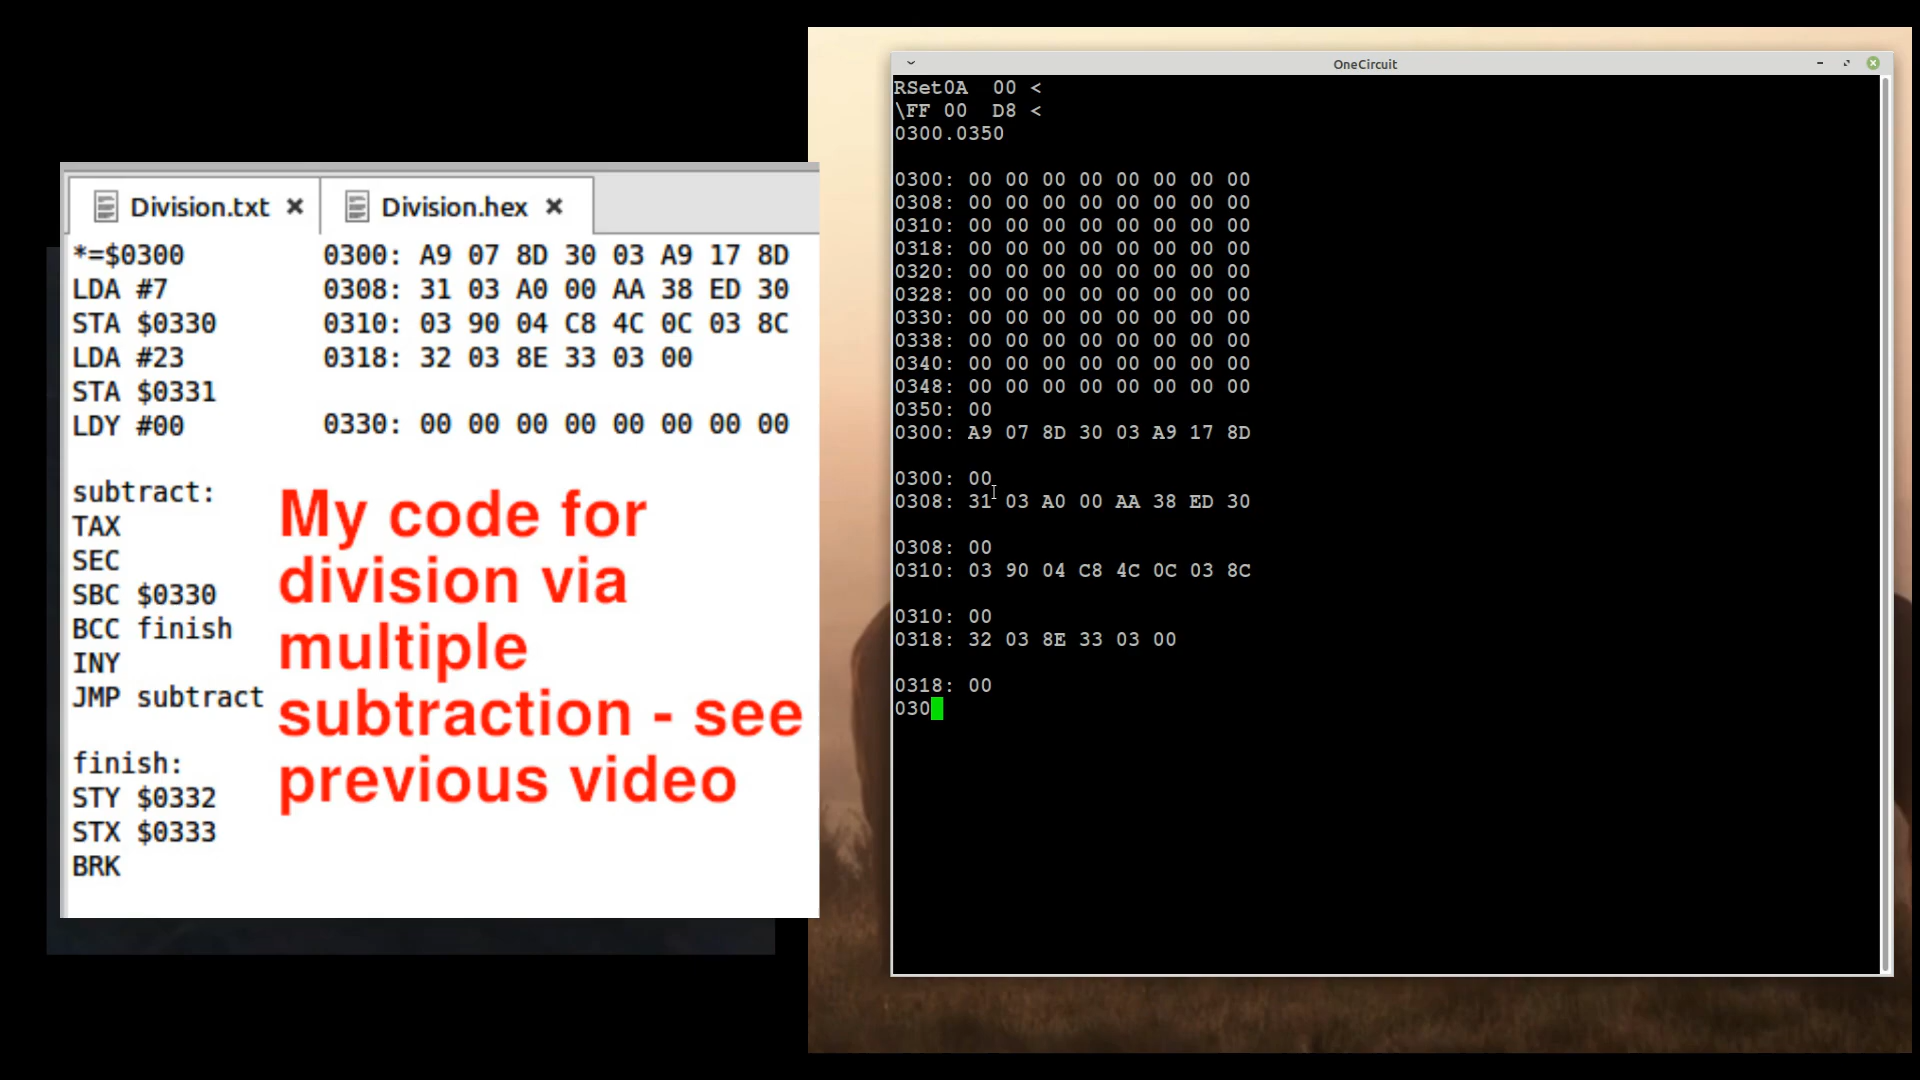 Division.txt
Division.hex
*=$0300
LDA #7
STA $0330
LDA #23
STA $0331
LDY #00
subtract:
TAX
SEC
SBC $0330
BCC finish
INY
JMP subtract
finish:
STY $0332
STX $0333
BRK
0300: A9 07 8D 30 03 A9 17 8D
0308: 31 03 A0 00 AA 38 ED 30
0310: 03 90 04 C8 4C 0C 03 8C
0318: 32 03 8E 33 03 00
0330: 00 00 00 00 00 00 00 00
My code for
division via
multiple
subtraction - see
previous video
OneCircuit
RSet0A  00 <
\FF 00  D8 <
0300.0350
0300: 00 00 00 00 00 00 00 00
0308: 00 00 00 00 00 00 00 00
0310: 00 00 00 00 00 00 00 00
0318: 00 00 00 00 00 00 00 00
0320: 00 00 00 00 00 00 00 00
0328: 00 00 00 00 00 00 00 00
0330: 00 00 00 00 00 00 00 00
0338: 00 00 00 00 00 00 00 00
0340: 00 00 00 00 00 00 00 00
0348: 00 00 00 00 00 00 00 00
0350: 00
0300: A9 07 8D 30 03 A9 17 8D
0300: 00
0308: 31 03 A0 00 AA 38 ED 30
0308: 00
0310: 03 90 04 C8 4C 0C 03 8C
0310: 00
0318: 32 03 8E 33 03 00
0318: 00
030